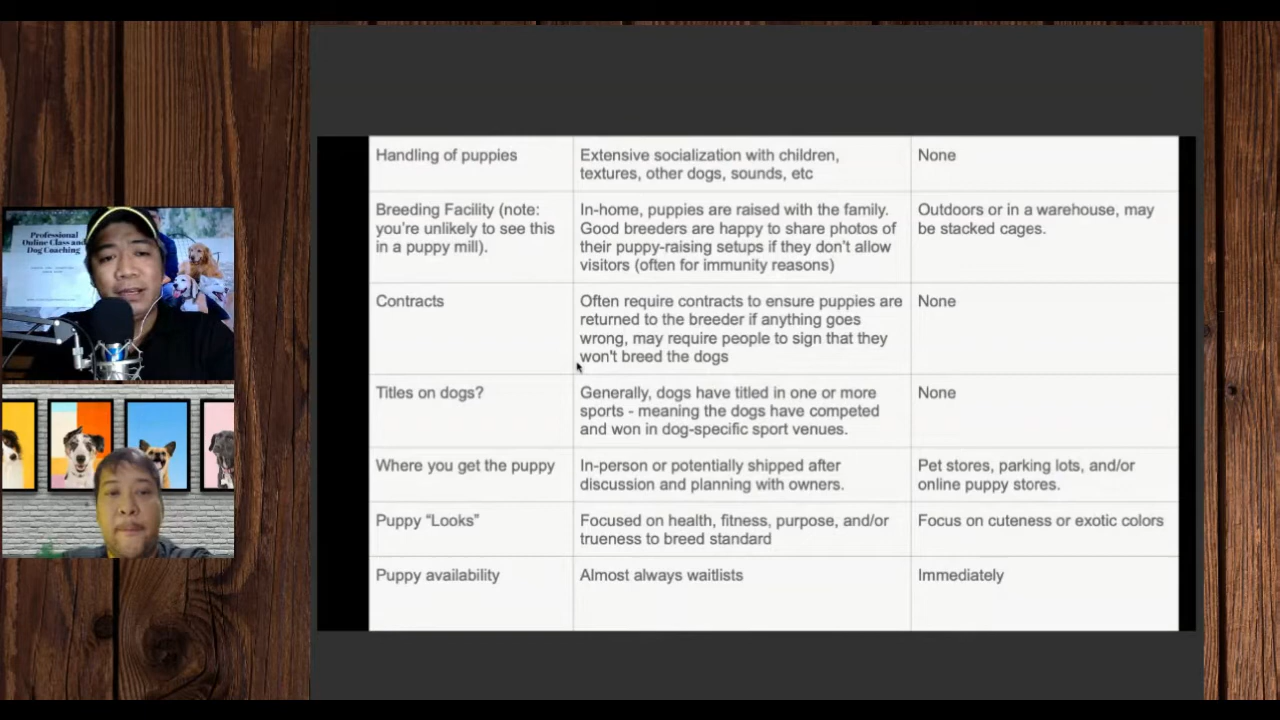 Professional
Online Class and
Dog Coaching
Handling of puppies
Extensive socialization with children,
textures, other dogs, sounds, etc
None
Breeding Facility (note:
you're unlikely to see this
in a puppy mill).
In-home, puppies are raised with the family.
Good breeders are happy to share photos of
their puppy-raising setups if they don't allow
visitors (often for immunity reasons)
Outdoors or in a warehouse, may
be stacked cages.
Contracts
Often require contracts to ensure puppies are
returned to the breeder if anything goes
wrong, may require people to sign that they
won't breed the dogs
None
Titles on dogs?
Generally, dogs have titled in one or more
sports - meaning the dogs have competed
and won in dog-specific sport venues.
None
Where you get the puppy
In-person or potentially shipped after
discussion and planning with owners.
Pet stores, parking lots, and/or
online puppy stores.
Puppy “Looks”
Focused on health, fitness, purpose, and/or
trueness to breed standard
Focus on cuteness or exotic colors
Puppy availability
Almost always waitlists
Immediately